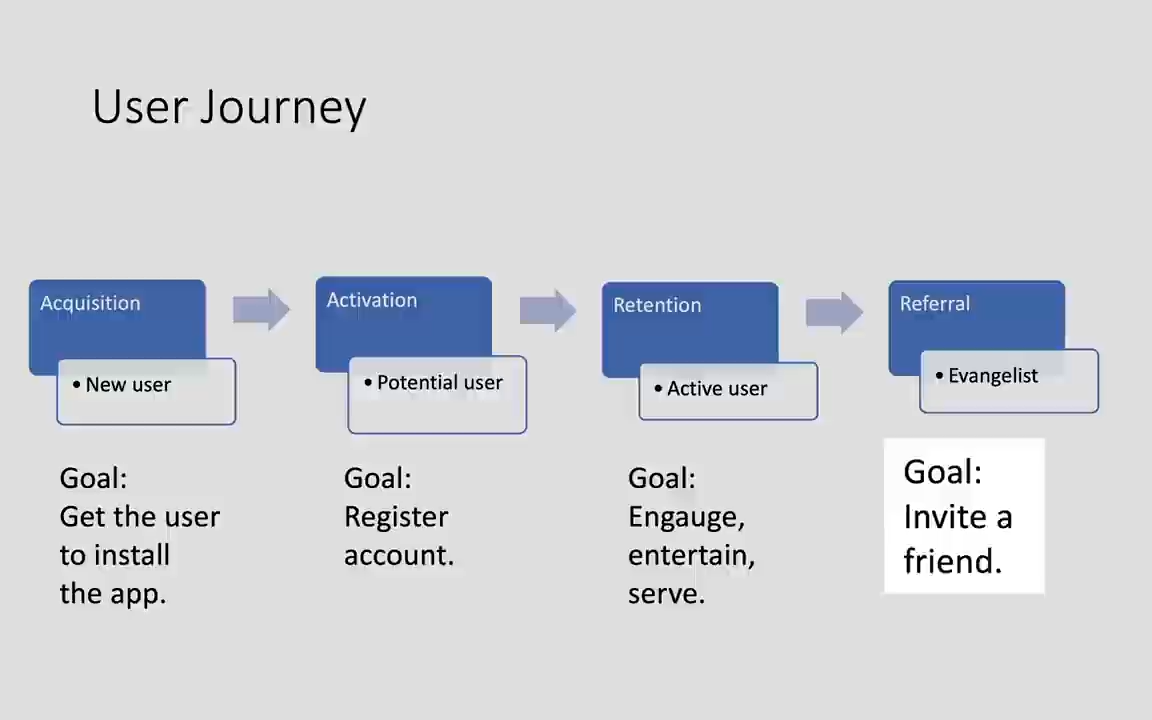 User Journey
Acquisition
• New user
Goal:
Get the user
to install
the app.
Activation
• Potential user
Goal:
Register
account.
Retention
• Active user
Goal:
Engauge,
entertain,
serve.
Referral
• Evangelist
Goal:
Invite a
friend.